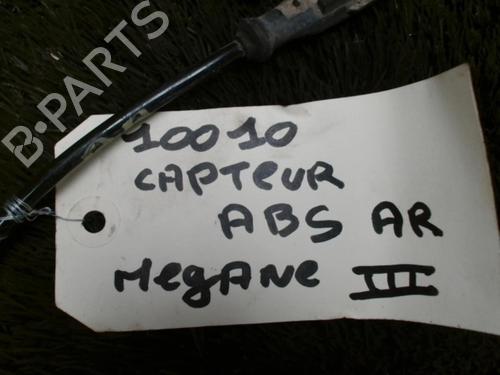 B-PARTS
10010
CAPTEUR
ABS AR
MEGANE III